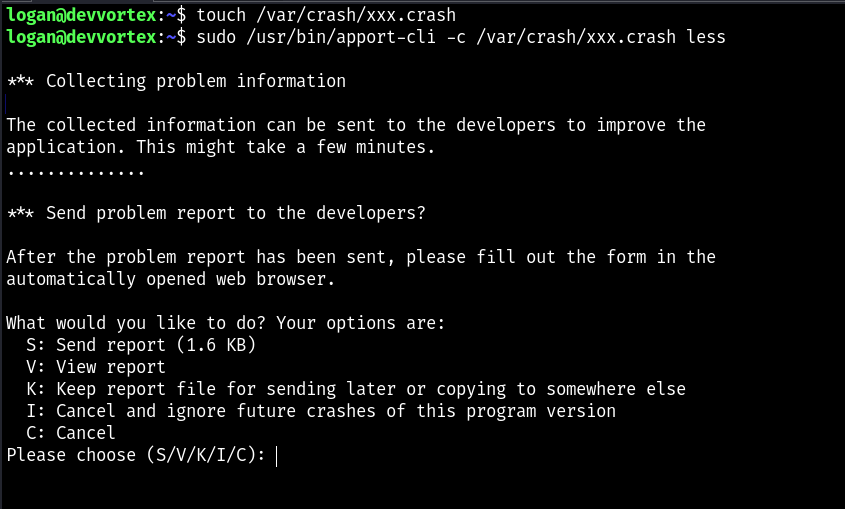 logan@devvortex:~$ touch /var/crash/xxx.crash
logan@devvortex:~$ sudo /usr/bin/apport-cli -c /var/crash/xxx.crash less
*** Collecting problem information
The collected information can be sent to the developers to improve the
application. This might take a few minutes.
..............
*** Send problem report to the developers?
After the problem report has been sent, please fill out the form in the
automatically opened web browser.
What would you like to do? Your options are:
  S: Send report (1.6 KB)
  V: View report
  K: Keep report file for sending later or copying to somewhere else
  I: Cancel and ignore future crashes of this program version
  C: Cancel
Please choose (S/V/K/I/C):